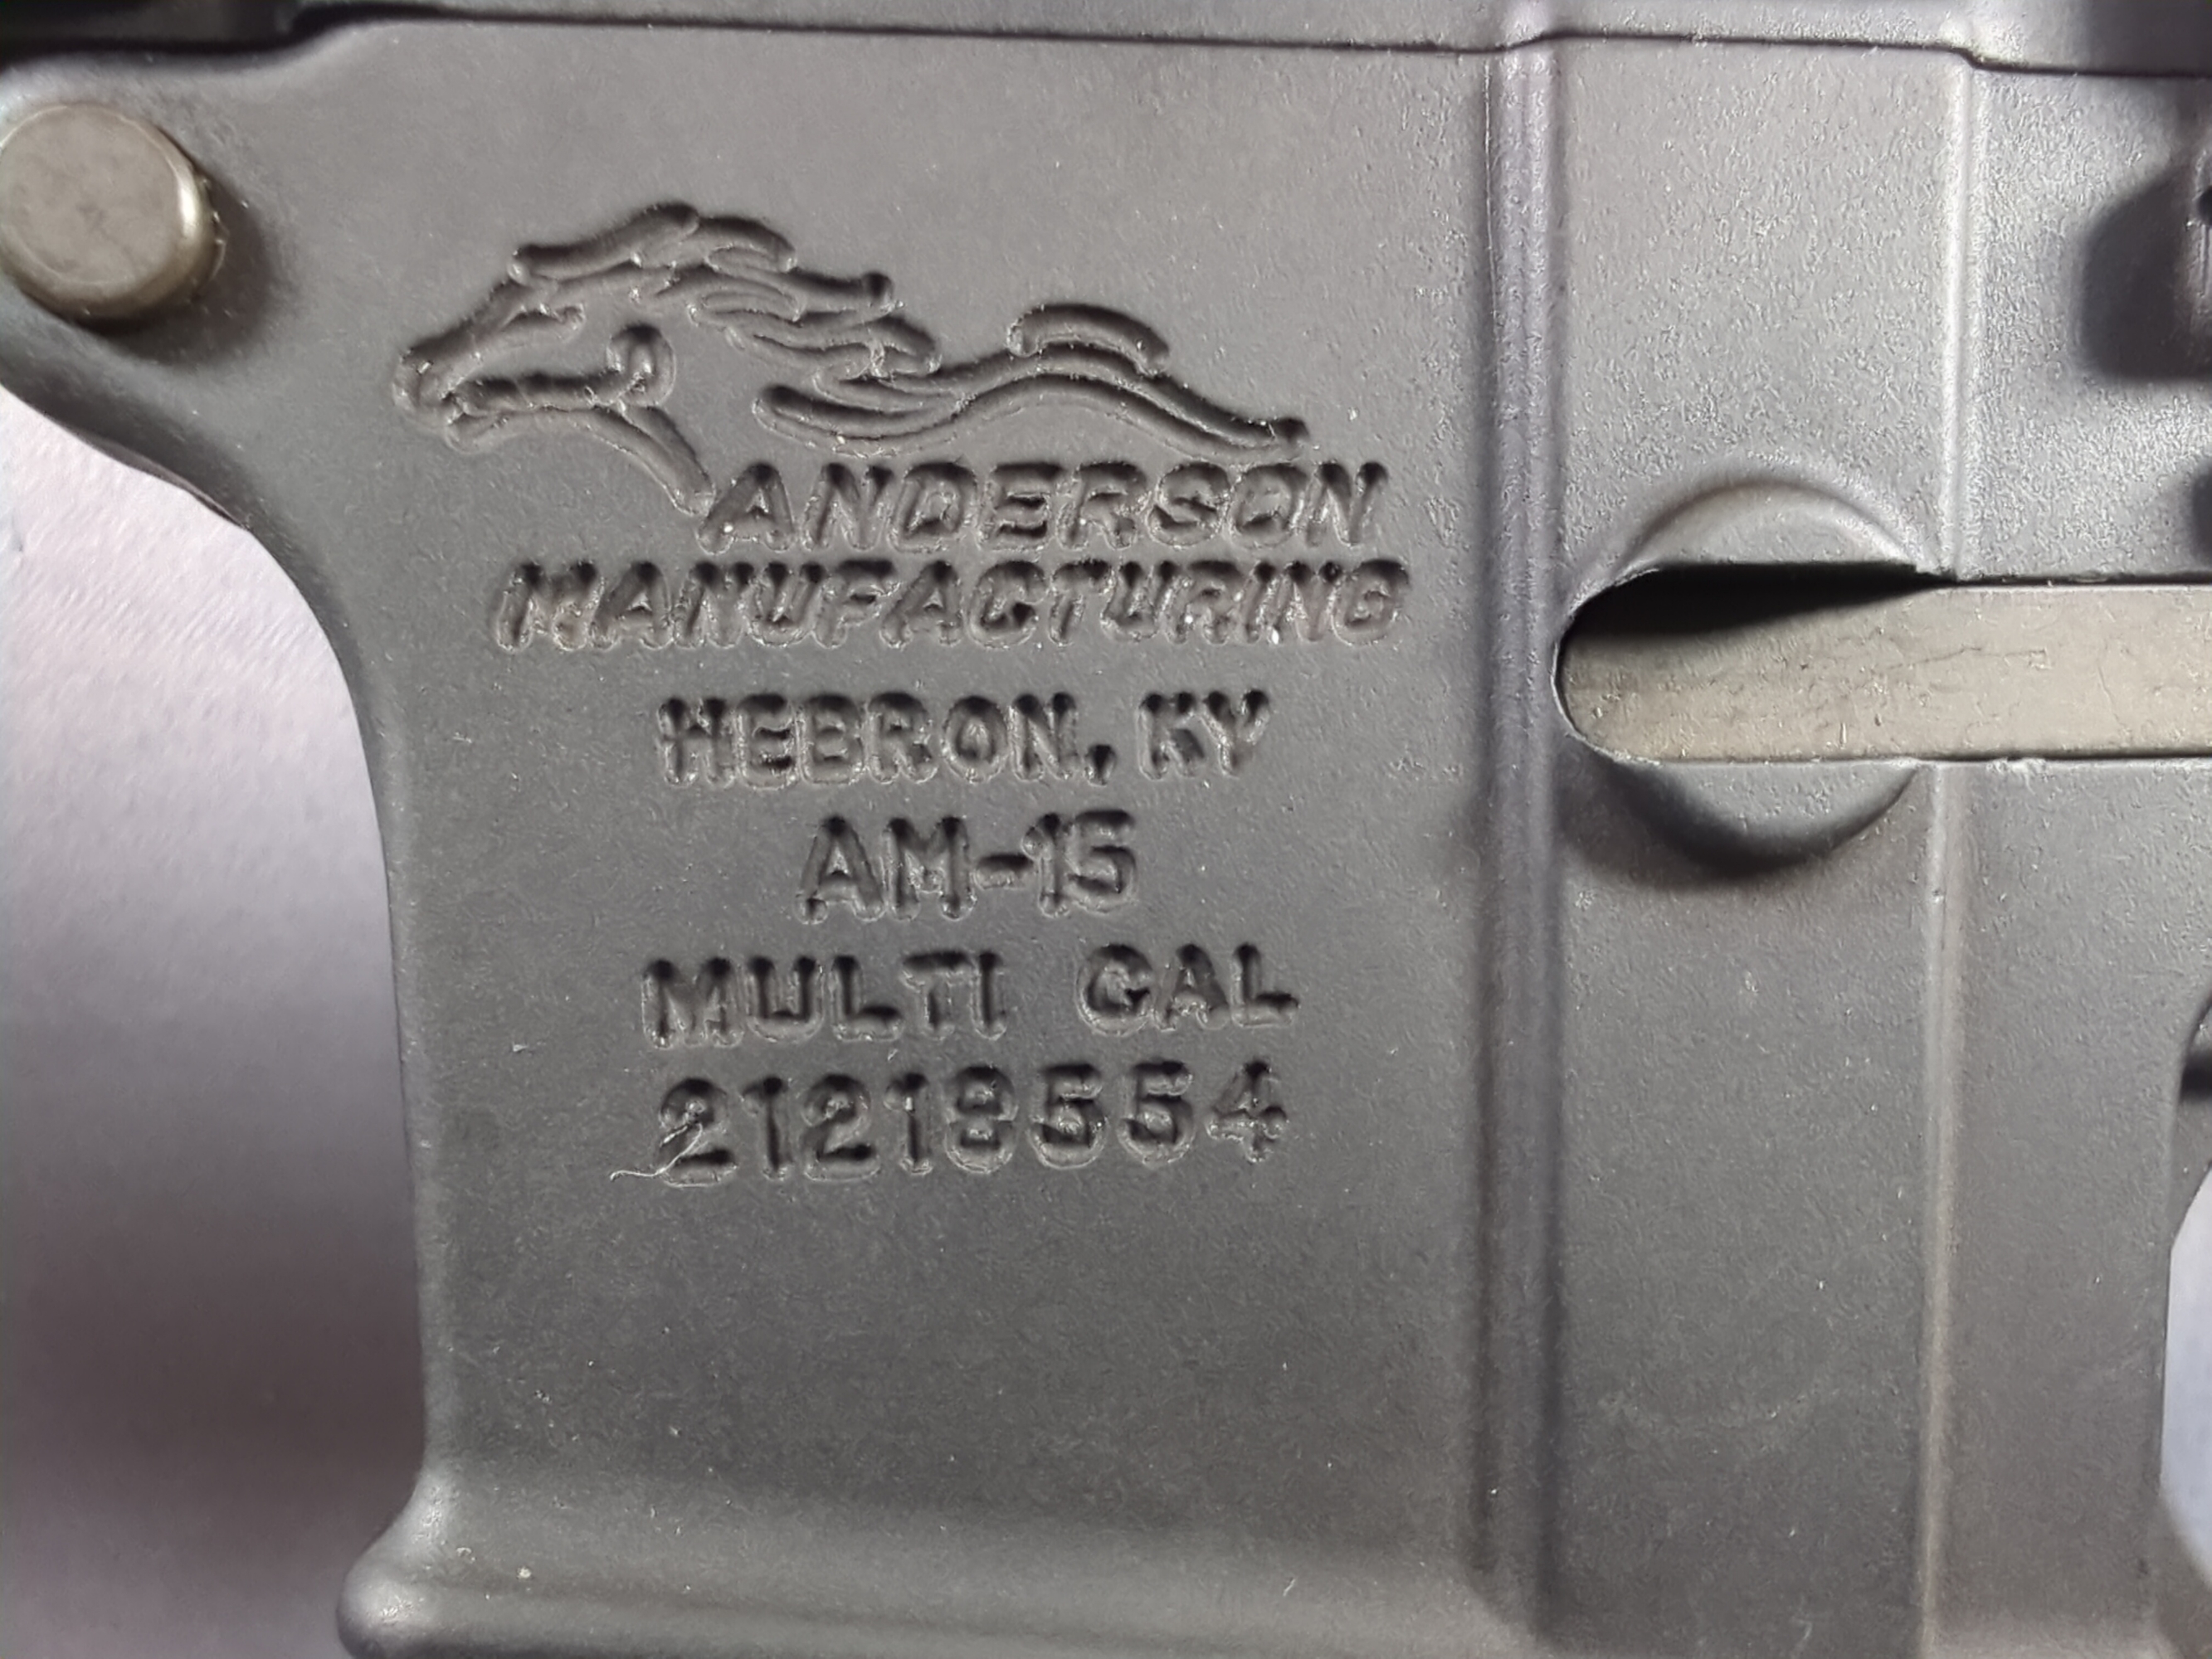 ANDERSON
MANUFACTURING
HEBRON, KY
AM-15
MULTI CAL
21218554